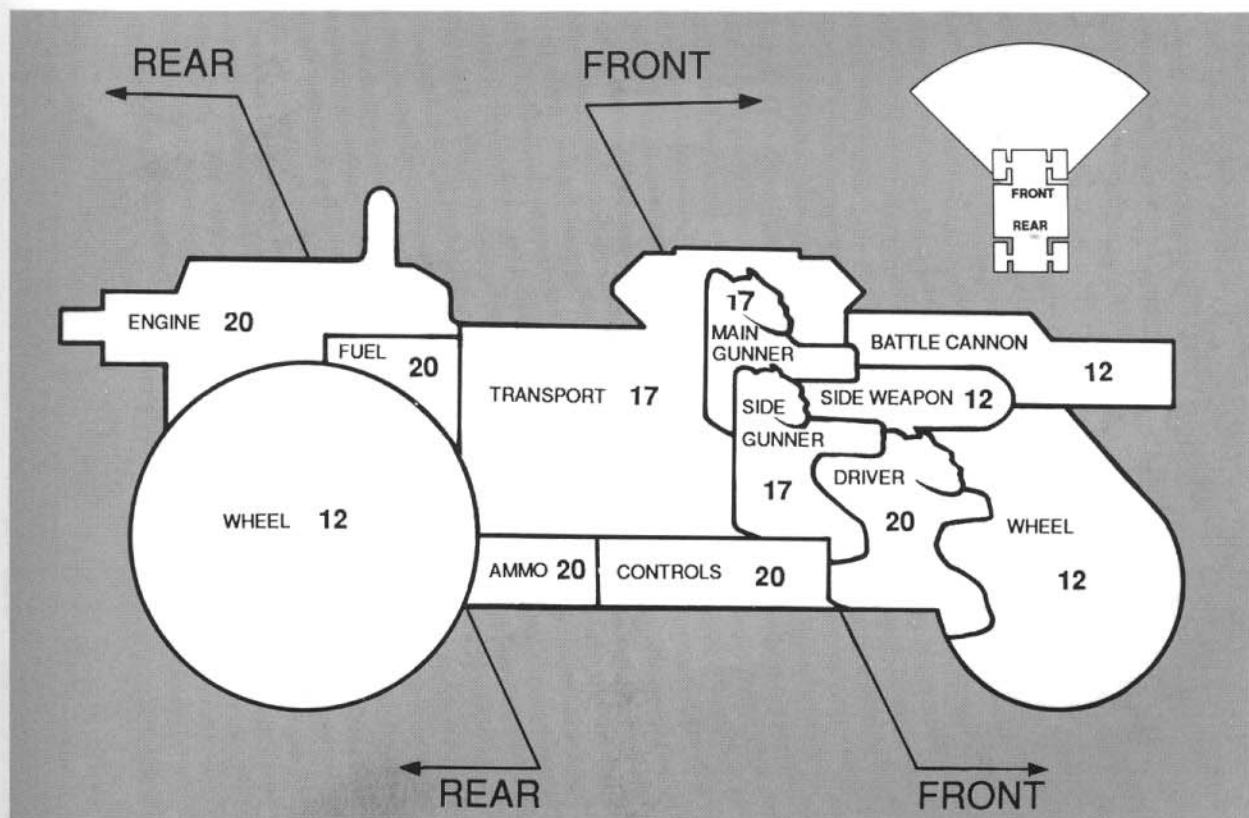 REAR
FRONT
FRONT
REAR
ENGINE 20
FUEL
20
17
MAIN
GUNNER
BATTLE CANNON
12
TRANSPORT 17
SIDE WEAPON 12
SIDE
GUNNER
17
DRIVER
20
WHEEL 12
WHEEL
12
AMMO 20
CONTROLS 20
REAR
FRONT